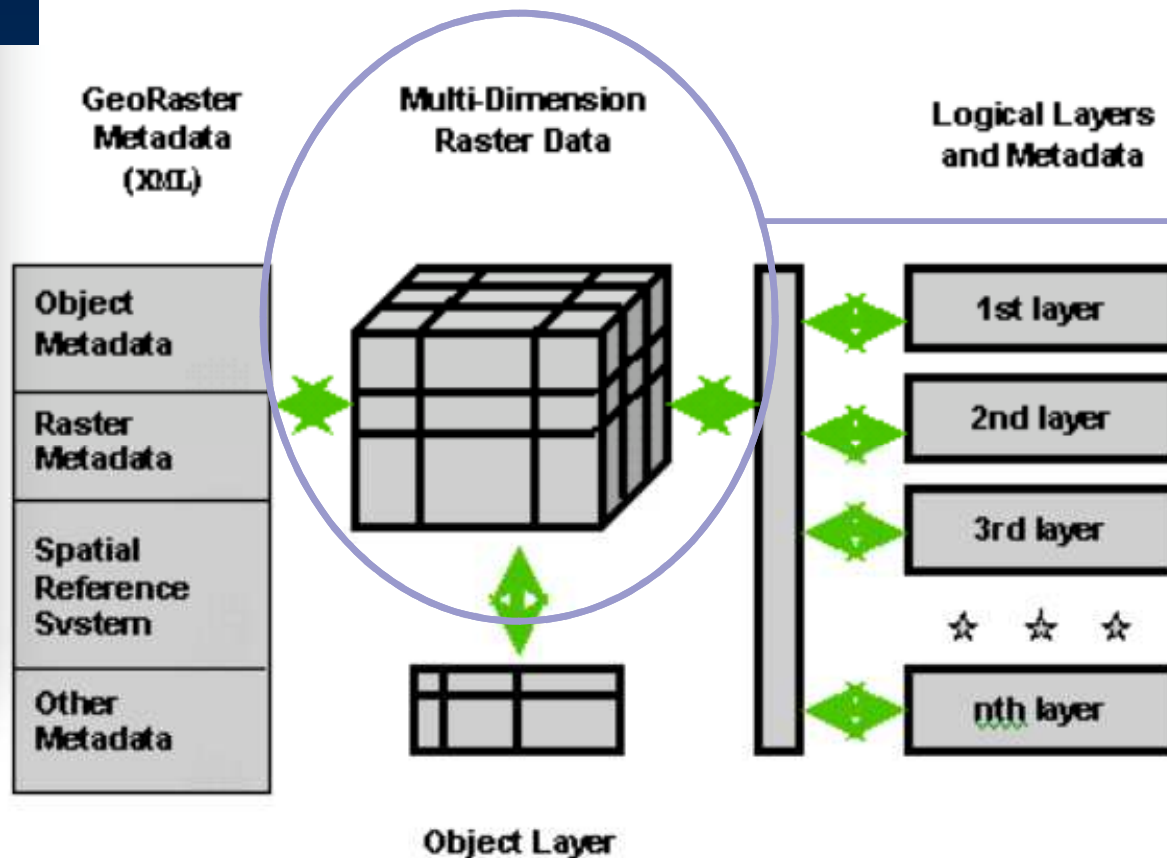 GeoRaster
Metadata
(XML)
Multi-Dimension
Raster Data
Logical Layers
and Metadata
Object
Metadata
Raster
Metadata
Spatial
Reference
System
Other
Metadata
1st layer
2nd layer
3rd layer
nth layer
Object Layer